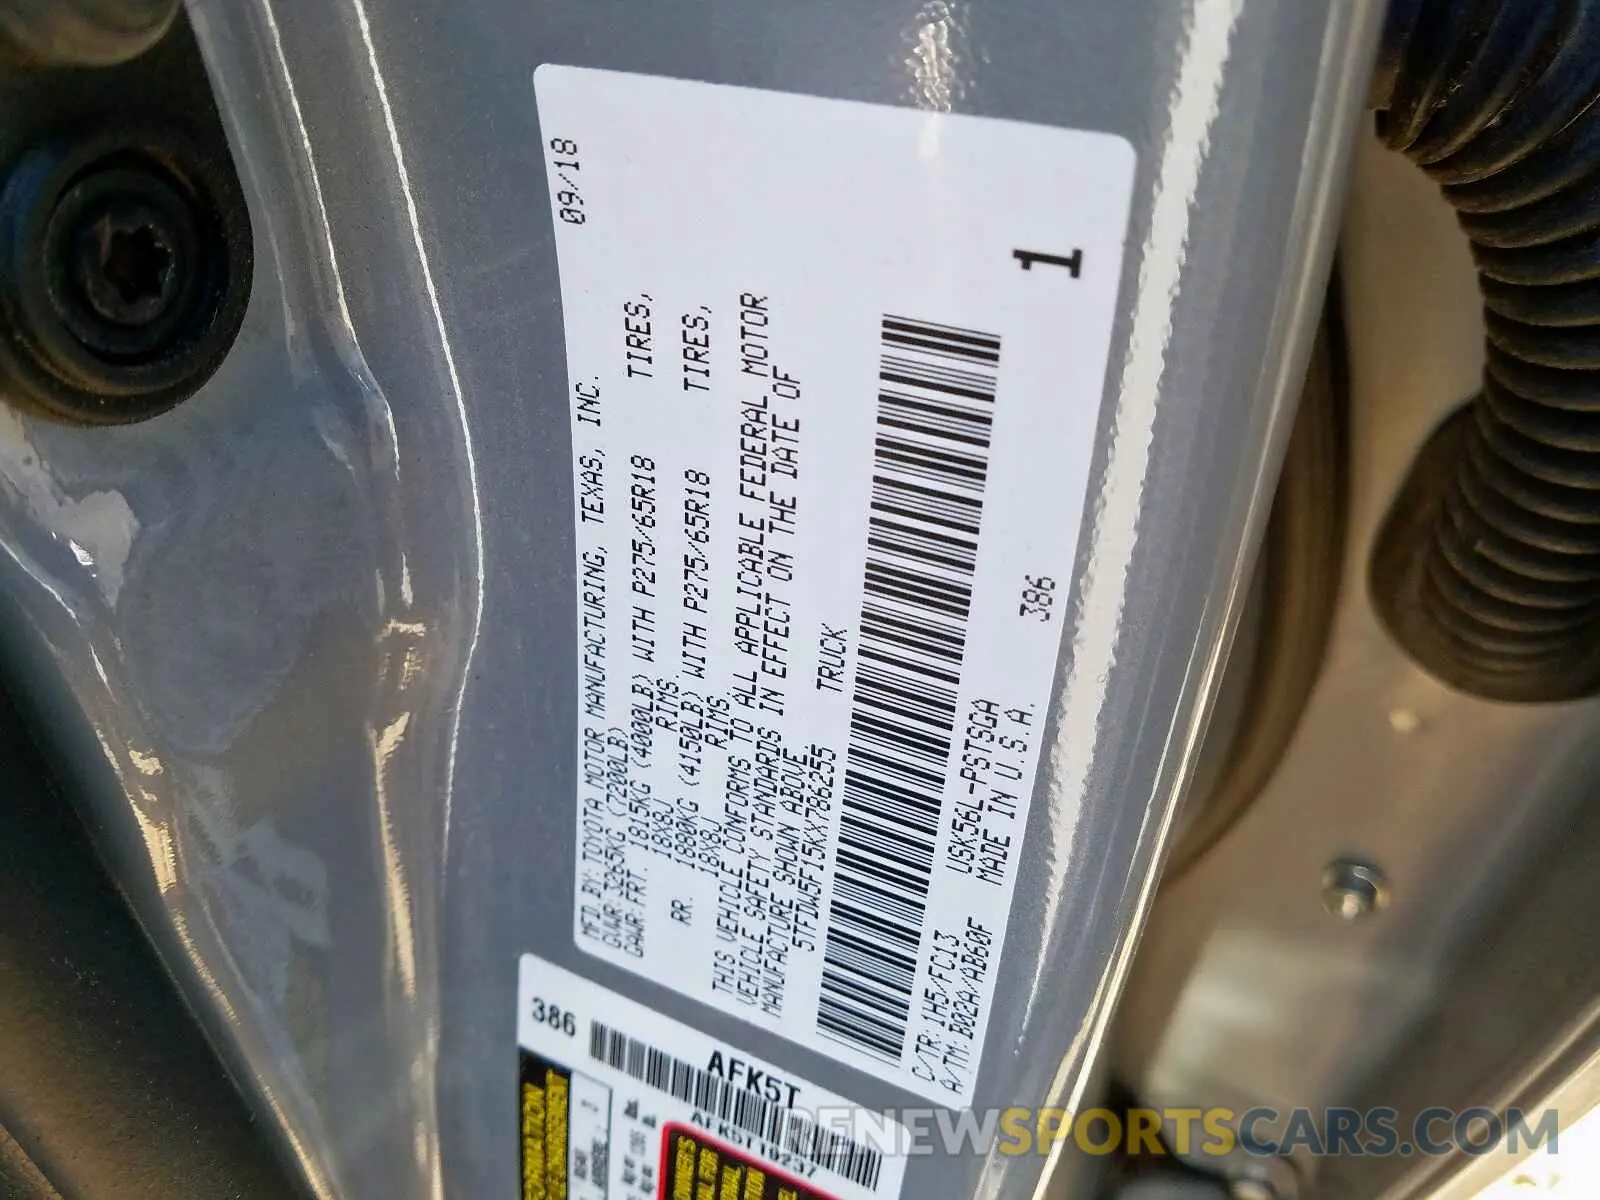 09/18
MFD. BY: TOYOTA MOTOR MANUFACTURING, TEXAS, INC.
GVWR: 3265KG (7200LB)
GAWR: FRT. 1815KG (4000LB) WITH P275/65R18 TIRES,
18X8J RIMS
RR. 1880KG (4150LB) WITH P275/65R18 TIRES,
18X8J RIMS.
THIS VEHICLE CONFORMS TO ALL APPLICABLE FEDERAL MOTOR
VEHICLE SAFETY STANDARDS IN EFFECT ON THE DATE OF
MANUFACTURE SHOWN ABOVE.
5TFDW5F15KX786255 TRUCK
1
C/TR: 1H5/FC13 USK56L-PSTSGA 386
A/TM: B02A/AB60F MADE IN U.S.A.
386
AFK5T
AFK5T10237
RENEWSPORTSCARS.COM